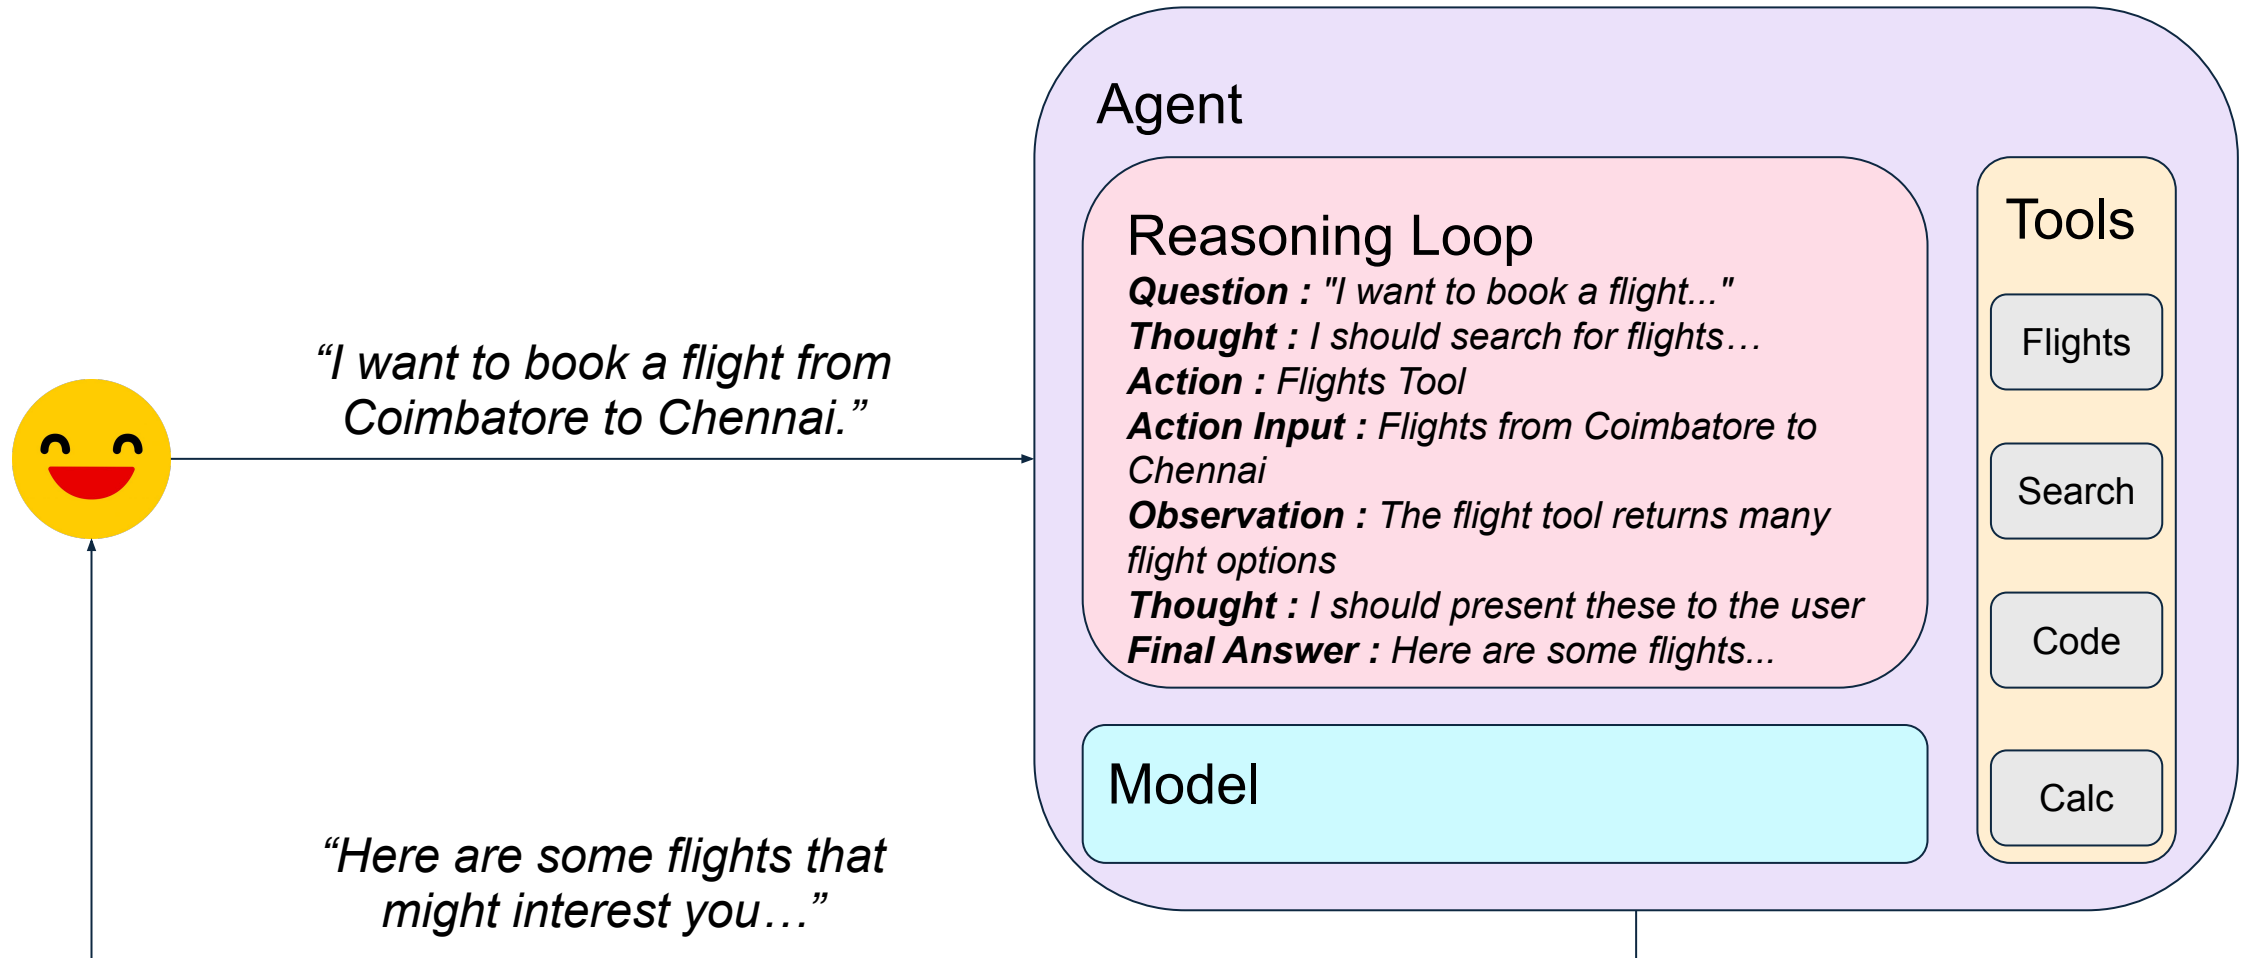 Agent
Reasoning Loop
Question : "I want to book a flight..."
Thought : I should search for flights…
Action : Flights Tool
Action Input : Flights from Coimbatore to
Chennai
Observation : The flight tool returns many
flight options
Thought : I should present these to the user
Final Answer : Here are some flights...
Model
Tools
Flights
Search
Code
Calc
“I want to book a flight from
Coimbatore to Chennai.”
“Here are some flights that
might interest you…”